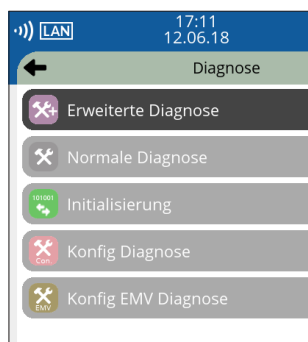 LAN
17:11
12.06.18
Diagnose
Erweiterte Diagnose
Normale Diagnose
101001
Initialisierung
Con.
Konfig Diagnose
EMV
Konfig EMV Diagnose